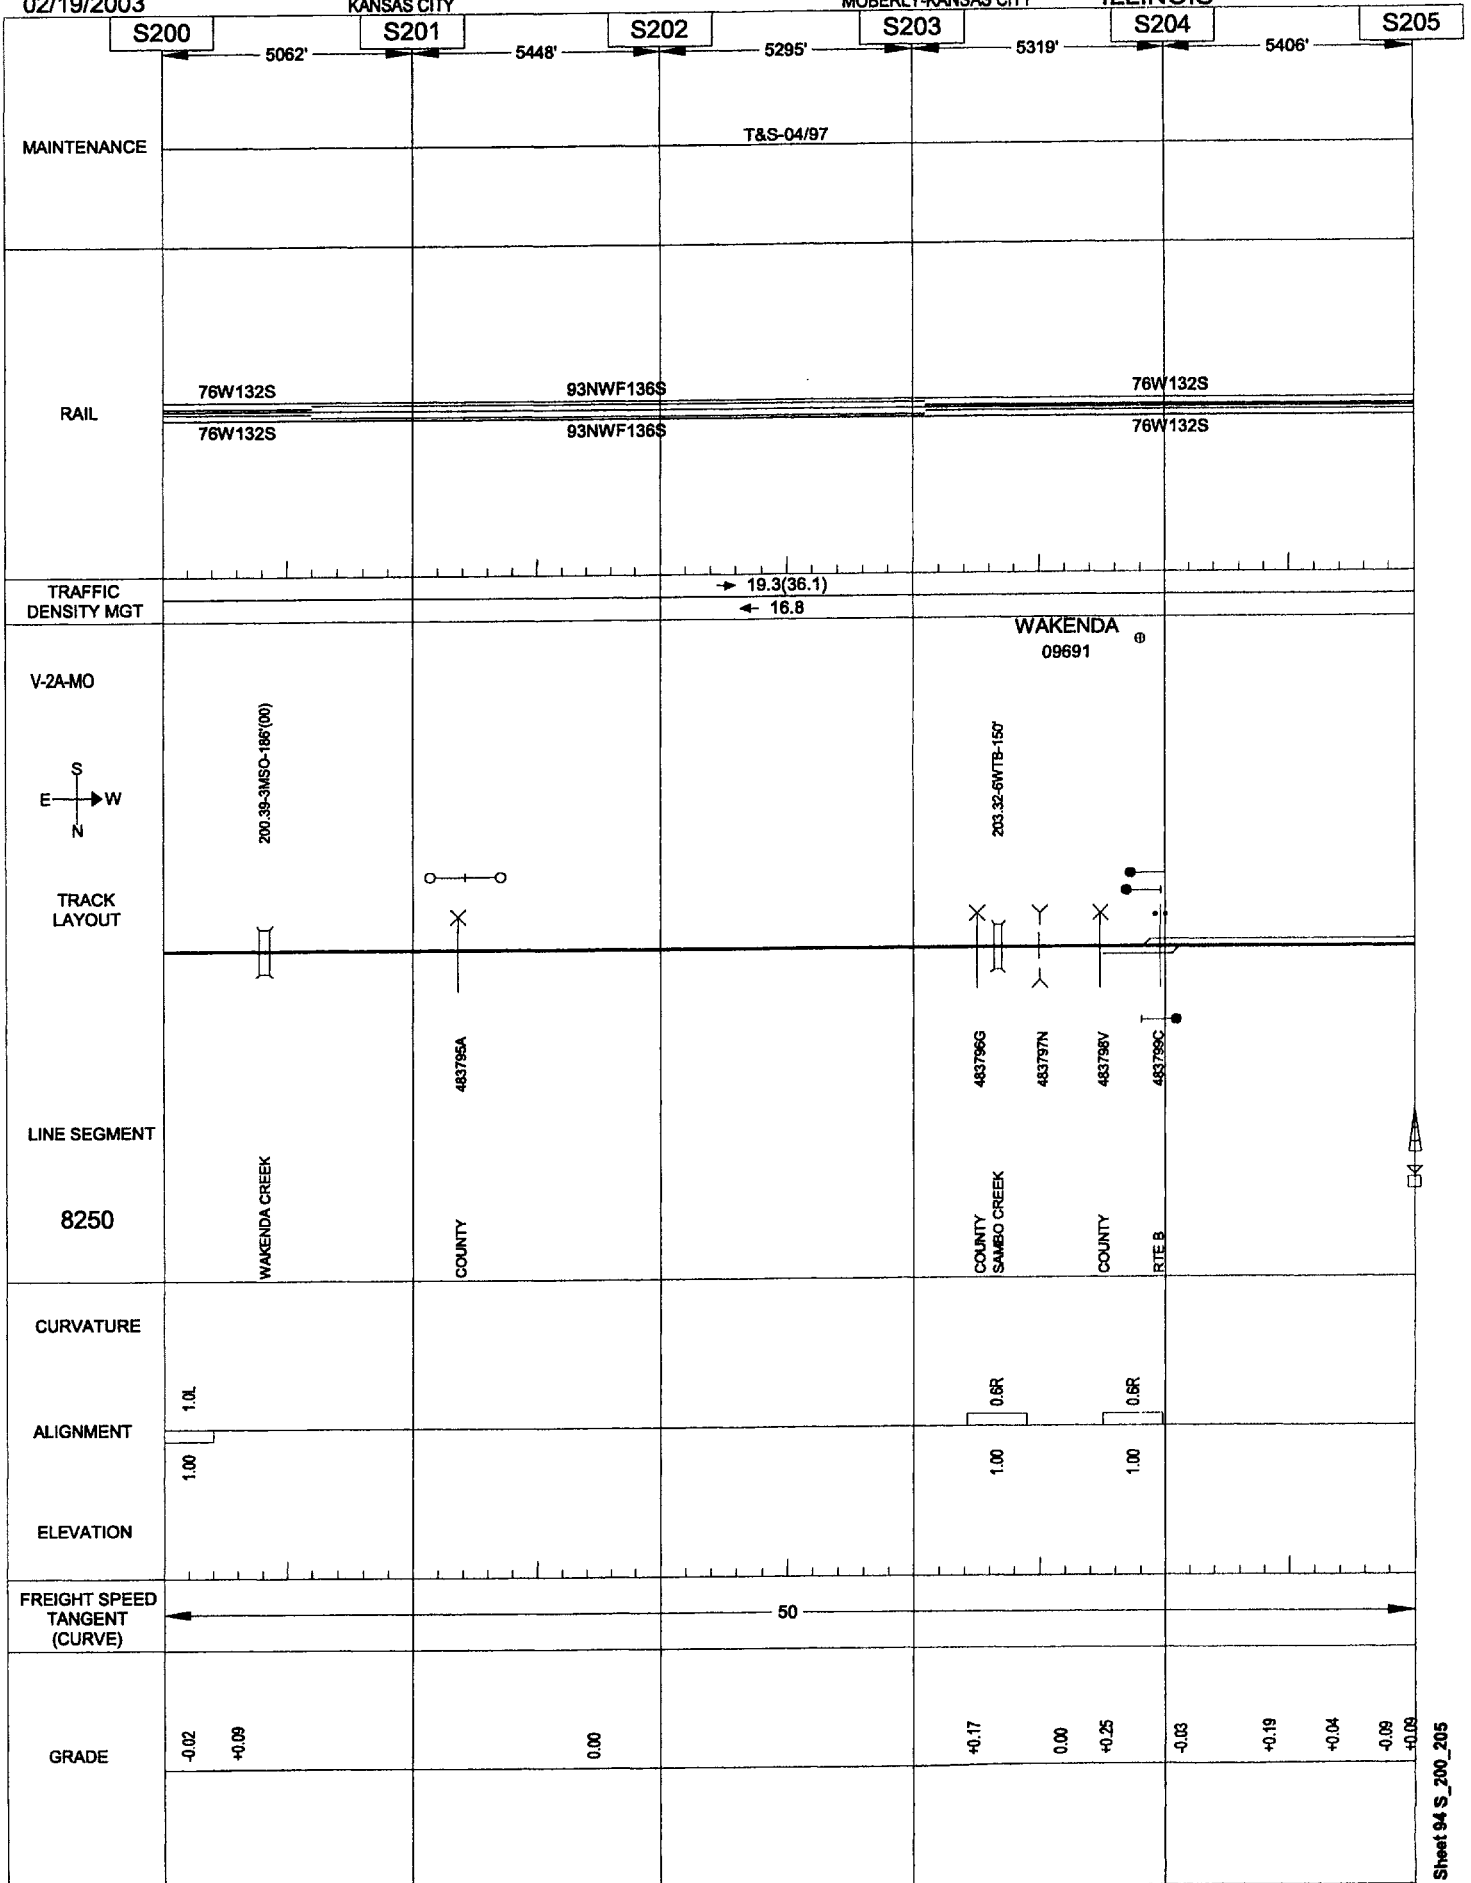 02/19/2003 KANSAS CITY MOBERLY-KANSAS CITY ILLINOIS
S200 S201 S202 S203 S204 S205
5062' 5448' 5295' 5319' 5406'
MAINTENANCE
T&S-04/97
RAIL
76W132S 93NWF136S 76W132S
76W132S 93NWF136S 76W132S
TRAFFIC
DENSITY MGT
19.3(36.1)
16.8
WAKENDA
09691
V-2A-MO
S
E W
N
200.39-3MSO-186'(00)
203.32-6WTB-150'
TRACK
LAYOUT
483795A
483796G
483797N
483798V
483799C
LINE SEGMENT
8250
WAKENDA CREEK
COUNTY
COUNTY
SAMBO CREEK
COUNTY
RTE B
CURVATURE
1.0L 0.6R 0.6R
ALIGNMENT
1.00 1.00 1.00
ELEVATION
FREIGHT SPEED
TANGENT
(CURVE)
50
GRADE
-0.02 +0.09 0.00 +0.17 0.00 +0.25 -0.03 +0.19 +0.04 -0.09 +0.09
Sheet 94 S_200_205